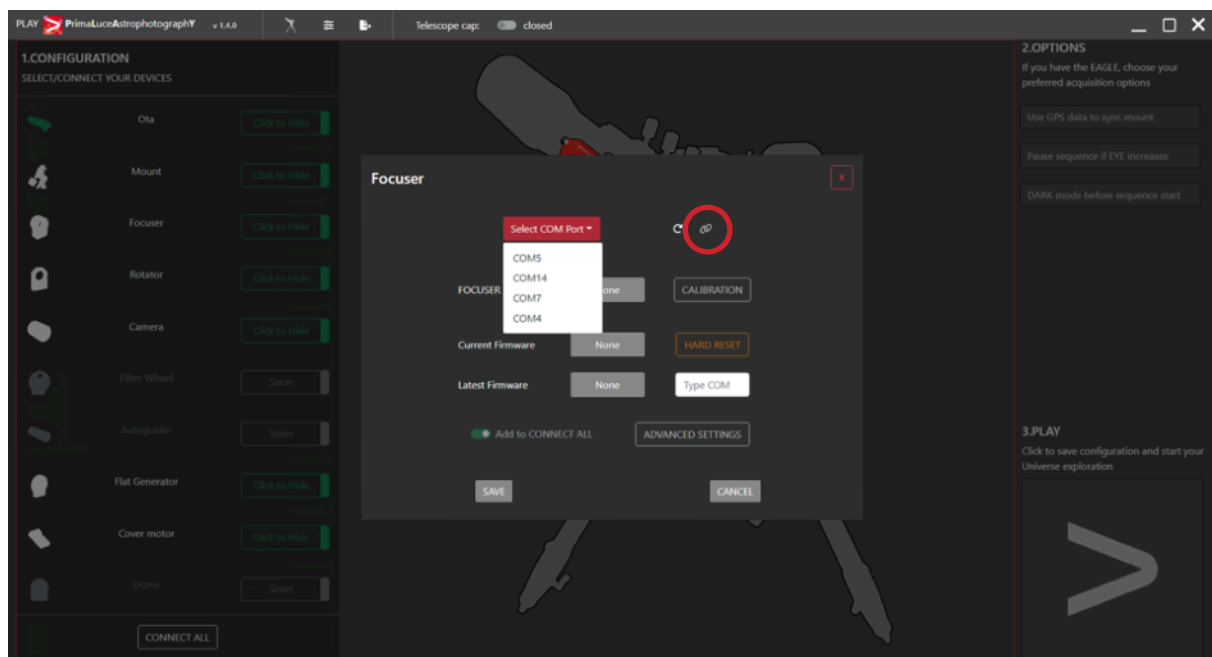 PLAY PrimaLuceAstrophotographY v 1.4.0 Telescope cap: closed
1.CONFIGURATION
SELECT/CONNECT YOUR DEVICES
Ota Click to Hide
Mount Click to Hide
Focuser Click to Hide
Rotator Click to Hide
Camera Click to Hide
Filter Wheel Soon
Autoguider Soon
Flat Generator Click to Hide
Cover motor Click to Hide
Dome Soon
CONNECT ALL
Focuser X
Select COM Port
COM5
COM14
COM7
COM4
FOCUSER CALIBRATION
Current Firmware None HARD RESET
Latest Firmware None Type COM
Add to CONNECT ALL ADVANCED SETTINGS
SAVE CANCEL
2.OPTIONS
If you have the EAGLE, choose your
preferred acquisition options
Use GPS data to sync mount
Pause sequence if EYE increases
DARK mode before sequence start
3.PLAY
Click to save configuration and start your
Universe exploration